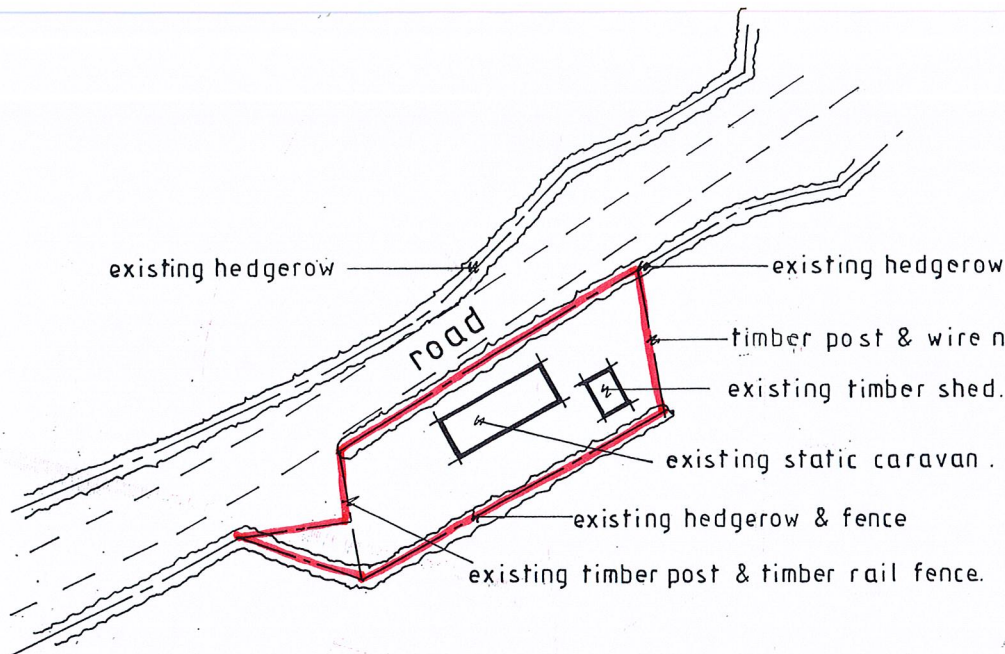 existing hedgerow
existing hedgerow
road
timber post & wire n
existing timber shed.
existing static caravan .
existing hedgerow & fence
existing timber post & timber rail fence.